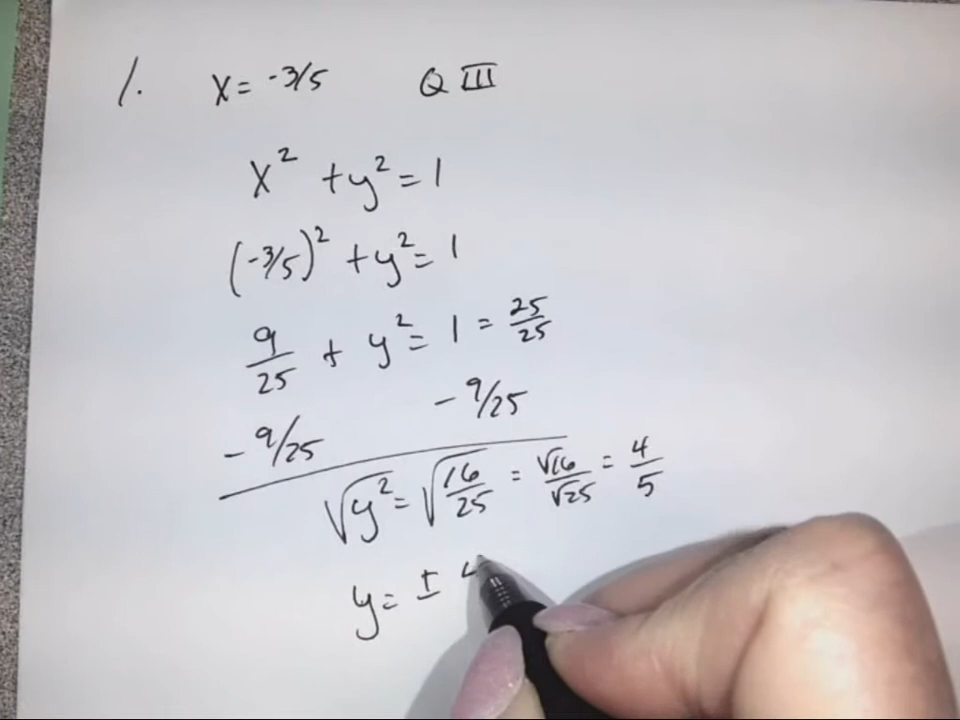 1. x = -3/5 Q III
x² + y² = 1
(-3/5)² + y² = 1
9/25 + y² = 1 = 25/25
- 9/25 - 9/25
√y² = √16/25 = √16/√25 = 4/5
y = ±